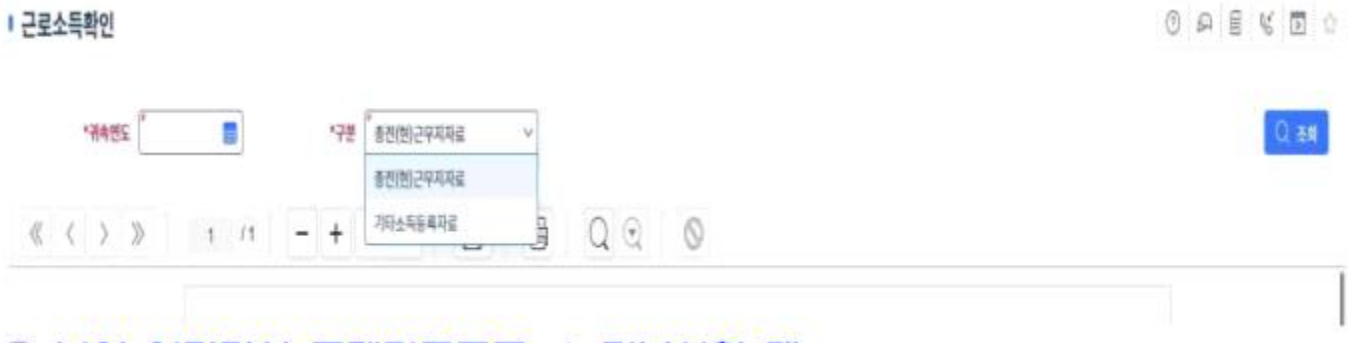 근로소득확인
*귀속연도 *구분 종전(현)근무지자료 조회
종전(현)근무지자료
기타소득등록자료
1 /1